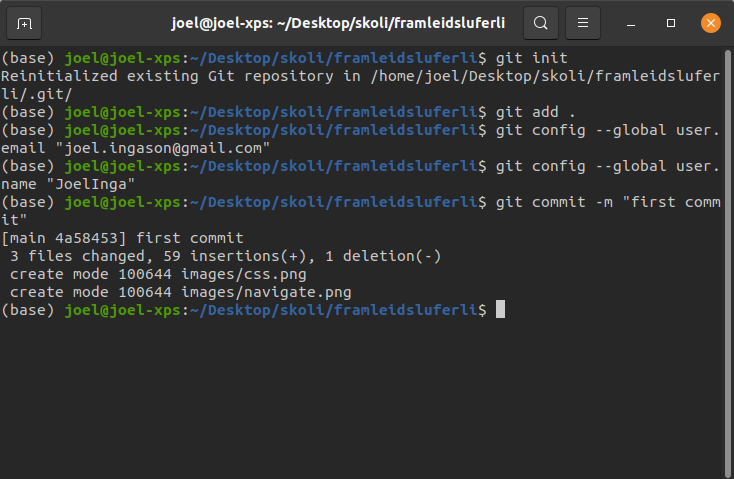 joel@joel-xps: ~/Desktop/skoli/framleidsluferli
(base) joel@joel-xps:~/Desktop/skoli/framleidsluferli$ git init
Reinitialized existing Git repository in /home/joel/Desktop/skoli/framleidslufer
li/.git/
(base) joel@joel-xps:~/Desktop/skoli/framleidsluferli$ git add .
(base) joel@joel-xps:~/Desktop/skoli/framleidsluferli$ git config --global user.
email "joel.ingason@gmail.com"
(base) joel@joel-xps:~/Desktop/skoli/framleidsluferli$ git config --global user.
name "JoelInga"
(base) joel@joel-xps:~/Desktop/skoli/framleidsluferli$ git commit -m "first comm
it"
[main 4a58453] first commit
 3 files changed, 59 insertions(+), 1 deletion(-)
 create mode 100644 images/css.png
 create mode 100644 images/navigate.png
(base) joel@joel-xps:~/Desktop/skoli/framleidsluferli$